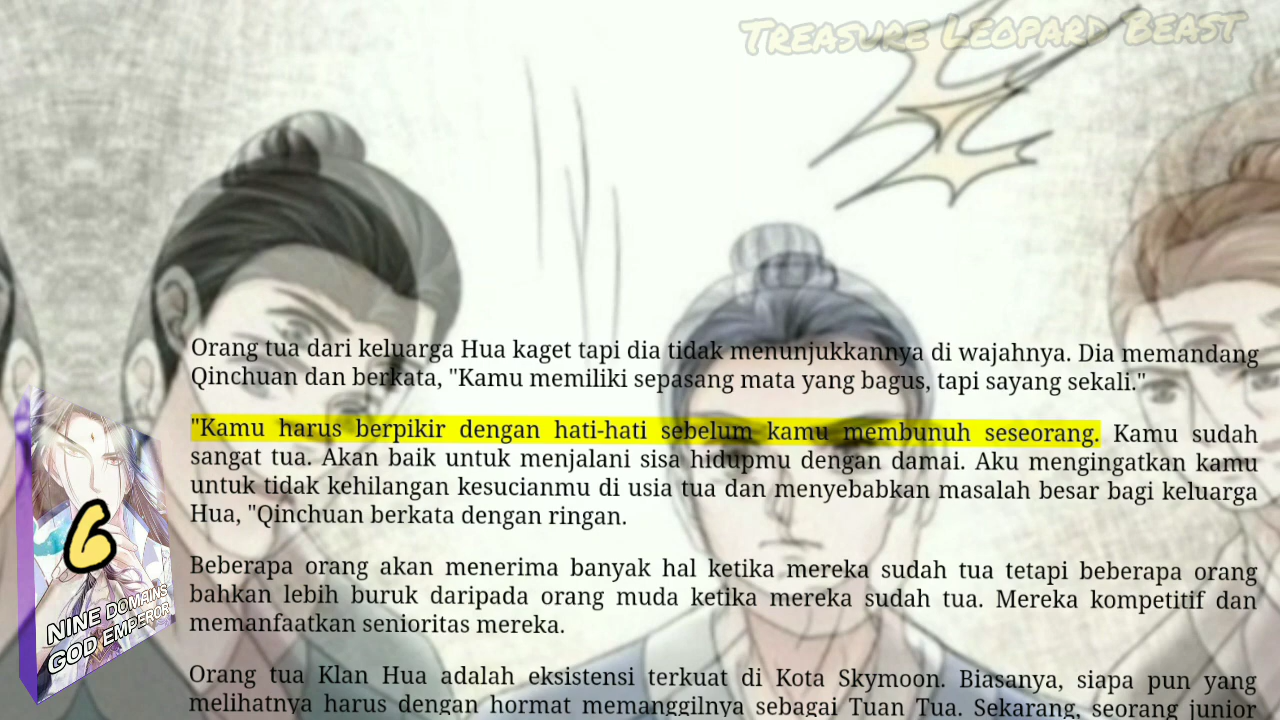 TREASURE LEOPARD BEAST
Orang tua dari keluarga Hua kaget tapi dia tidak menunjukkannya di wajahnya. Dia memandang
Qinchuan dan berkata, "Kamu memiliki sepasang mata yang bagus, tapi sayang sekali."
"Kamu harus berpikir dengan hati-hati sebelum kamu membunuh seseorang. Kamu sudah
sangat tua. Akan baik untuk menjalani sisa hidupmu dengan damai. Aku mengingatkan kamu
untuk tidak kehilangan kesucianmu di usia tua dan menyebabkan masalah besar bagi keluarga
Hua, "Qinchuan berkata dengan ringan.
Beberapa orang akan menerima banyak hal ketika mereka sudah tua tetapi beberapa orang
bahkan lebih buruk daripada orang muda ketika mereka sudah tua. Mereka kompetitif dan
memanfaatkan senioritas mereka.
Orang tua Klan Hua adalah eksistensi terkuat di Kota Skymoon. Biasanya, siapa pun yang
melihatnya harus dengan hormat memanggilnya sebagai Tuan Tua. Sekarang, seorang junior
6
NINE DOMAINS
GOD EMPEROR